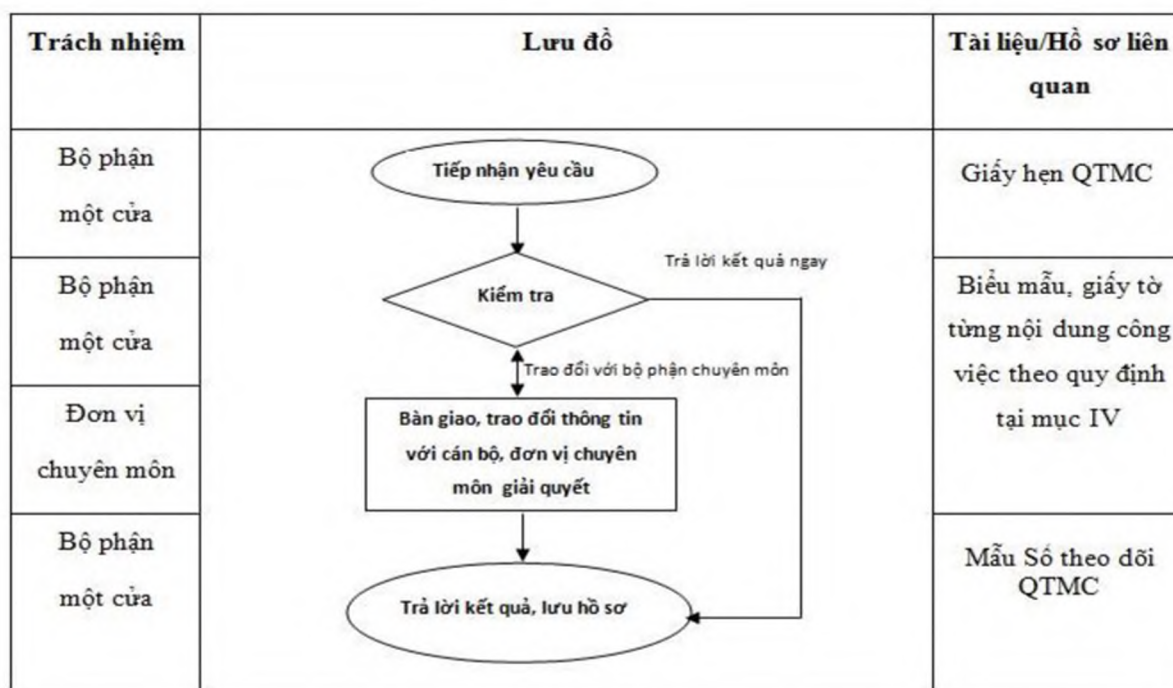 Trách nhiệm
Lưu đồ
Tài liệu/Hồ sơ liên
quan
Bộ phận
một cửa
Tiếp nhận yêu cầu
Giấy hẹn QTMC
Bộ phận
một cửa
Trả lời kết quả ngay
Kiểm tra
Trao đổi với bộ phận chuyên môn
Biểu mẫu, giấy tờ
từng nội dung công
việc theo quy định
tại mục IV
Đơn vị
chuyên môn
Bàn giao, trao đổi thông tin
với cán bộ, đơn vị chuyên
môn giải quyết
Bộ phận
một cửa
Trả lời kết quả, lưu hồ sơ
Mẫu Sổ theo dõi
QTMC